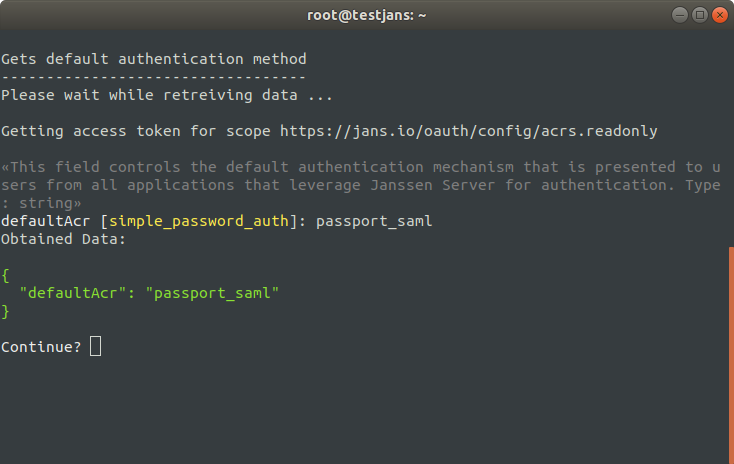 root@testjans: ~
Gets default authentication method
----------------------------------
Please wait while retreiving data ...
Getting access token for scope https://jans.io/oauth/config/acrs.readonly
«This field controls the default authentication mechanism that is presented to u
sers from all applications that leverage Janssen Server for authentication. Type
: string»
defaultAcr [simple_password_auth]: passport_saml
Obtained Data:
{
  "defaultAcr": "passport_saml"
}
Continue?